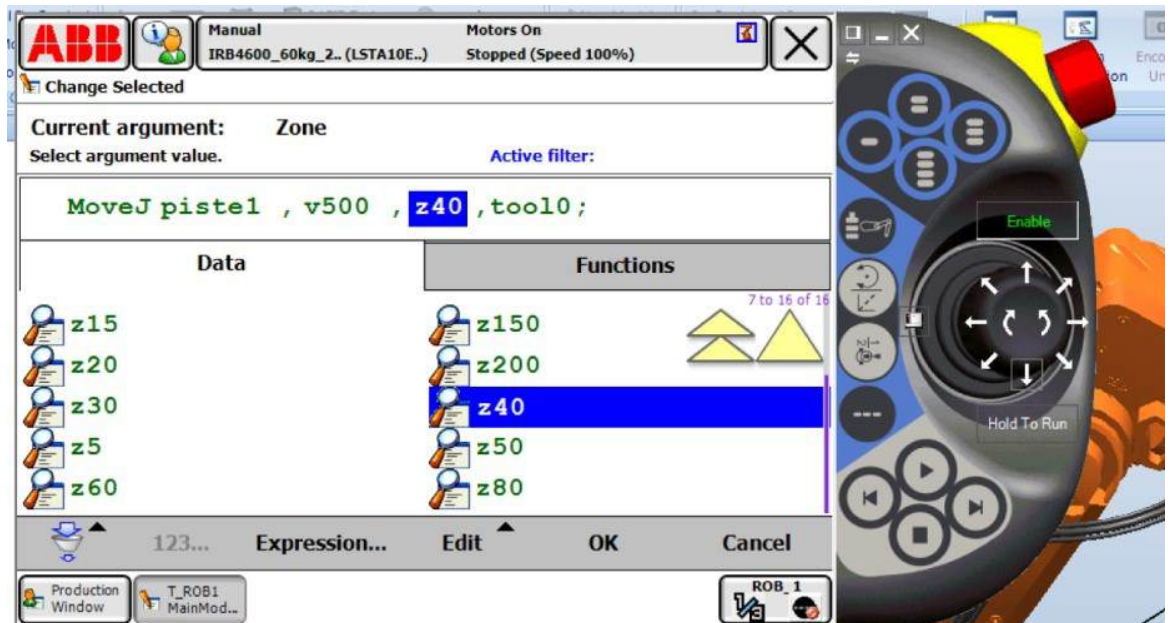 ABB
Manual
IRB4600_60kg_2.. (LSTA10E..)
Motors On
Stopped (Speed 100%)
Change Selected
Current argument: Zone
Select argument value.
Active filter:
MoveJ piste1 , v500 , z40 ,tool0;
Data
Functions
7 to 16 of 16
z15
z150
z20
z200
z30
z40
z5
z50
z60
z80
123...
Expression...
Edit
OK
Cancel
Production
Window
T_ROB1
MainMod...
ROB_1
Enable
Hold To Run